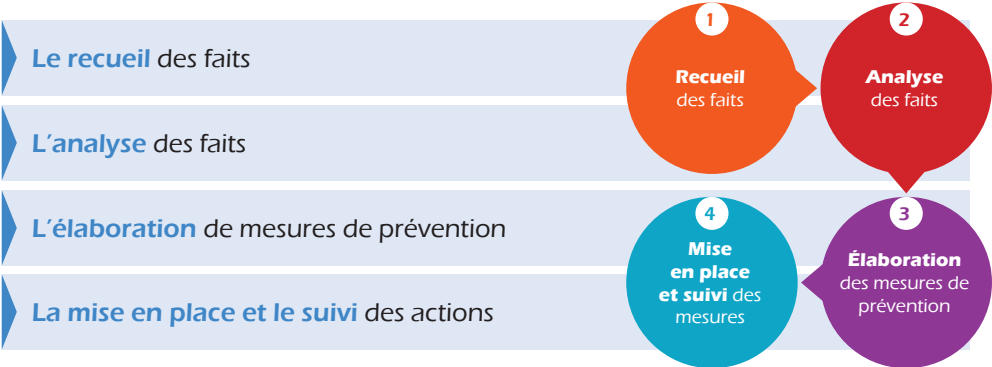 Le recueil des faits
L'analyse des faits
L'élaboration de mesures de prévention
La mise en place et le suivi des actions
1
Recueil
des faits
2
Analyse
des faits
3
Élaboration
des mesures de
prévention
4
Mise
en place
et suivi des
mesures